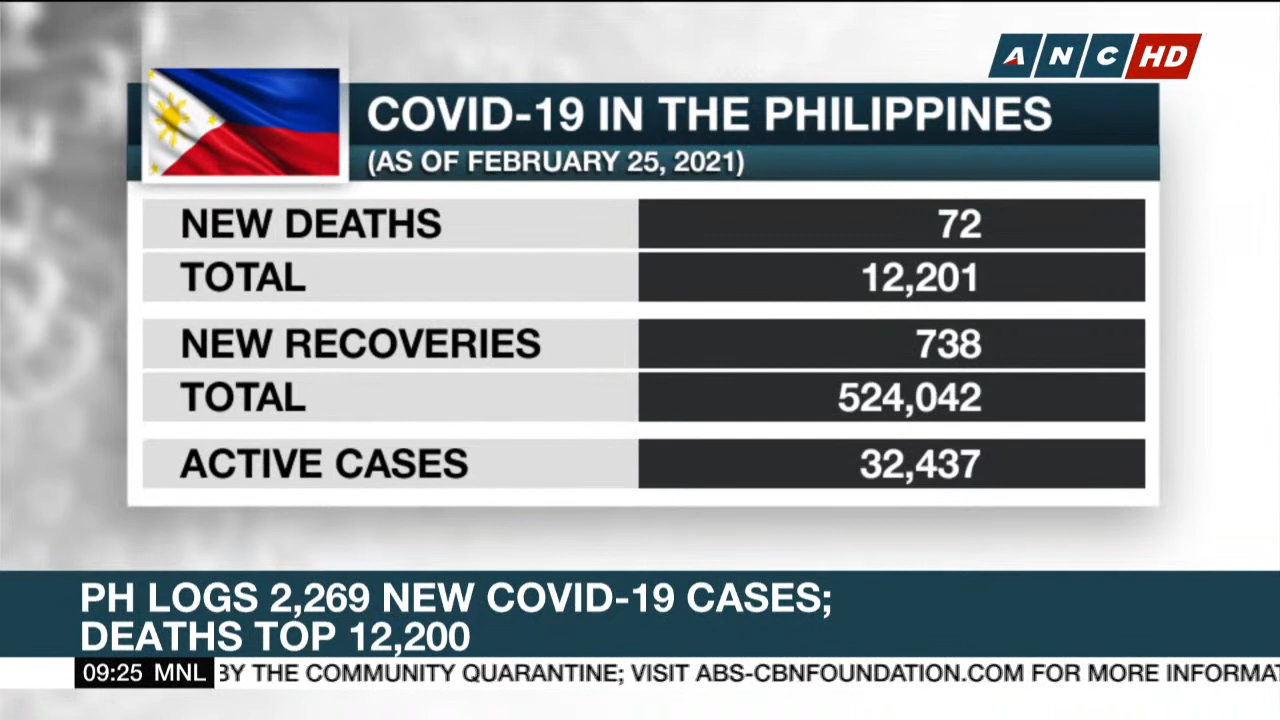 ANC HD
COVID-19 IN THE PHILIPPINES
(AS OF FEBRUARY 25, 2021)
NEW DEATHS 72
TOTAL 12,201
NEW RECOVERIES 738
TOTAL 524,042
ACTIVE CASES 32,437
PH LOGS 2,269 NEW COVID-19 CASES;
DEATHS TOP 12,200
09:25 MNL BY THE COMMUNITY QUARANTINE; VISIT ABS-CBNFOUNDATION.COM FOR MORE INFORMA